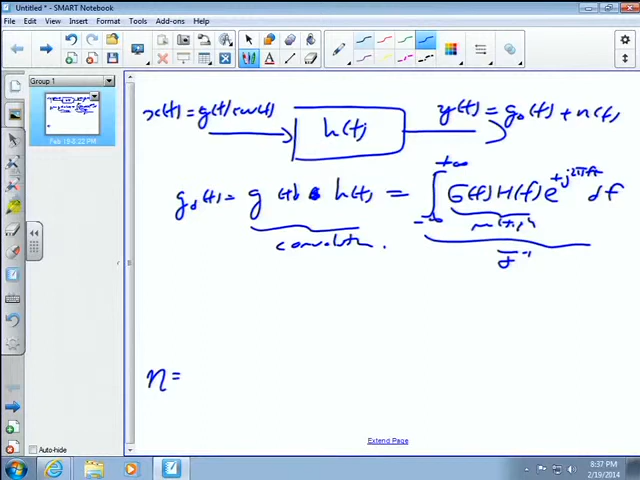 Untitled * - SMART Notebook
File Edit View Insert Format Tools Add-ons Help
Group 1
Feb 19-8:22 PM
x(t)=g(t)+w(t)
h(t)
y(t)=g₀(t)+n(t)
g₀(t)= g(t) * h(t) = ∫ G(f)H(f)e^{+j2πft} df
+∞
-∞
convolution.
F⁻¹
η=
Extend Page
Auto-hide
8:37 PM
2/19/2014